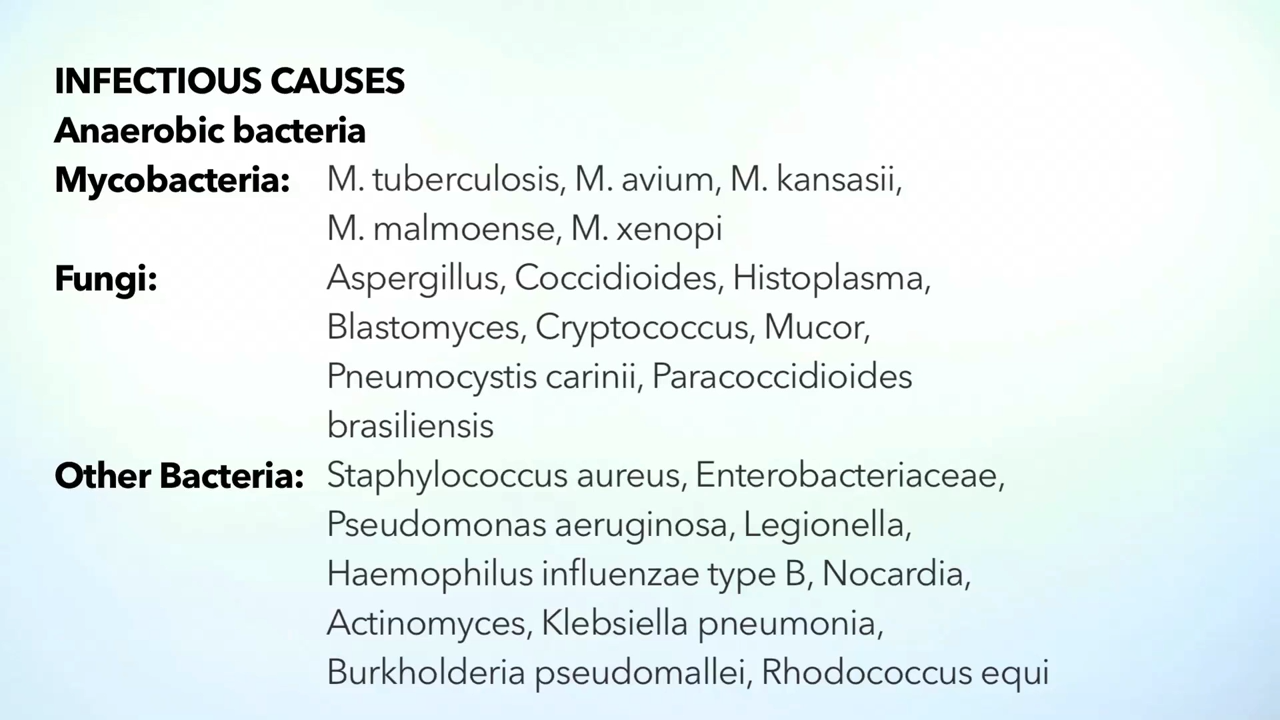 INFECTIOUS CAUSES
Anaerobic bacteria
Mycobacteria: M. tuberculosis, M. avium, M. kansasii,
M. malmoense, M. xenopi
Fungi: Aspergillus, Coccidioides, Histoplasma,
Blastomyces, Cryptococcus, Mucor,
Pneumocystis carinii, Paracoccidioides
brasiliensis
Other Bacteria: Staphylococcus aureus, Enterobacteriaceae,
Pseudomonas aeruginosa, Legionella,
Haemophilus influenzae type B, Nocardia,
Actinomyces, Klebsiella pneumonia,
Burkholderia pseudomallei, Rhodococcus equi